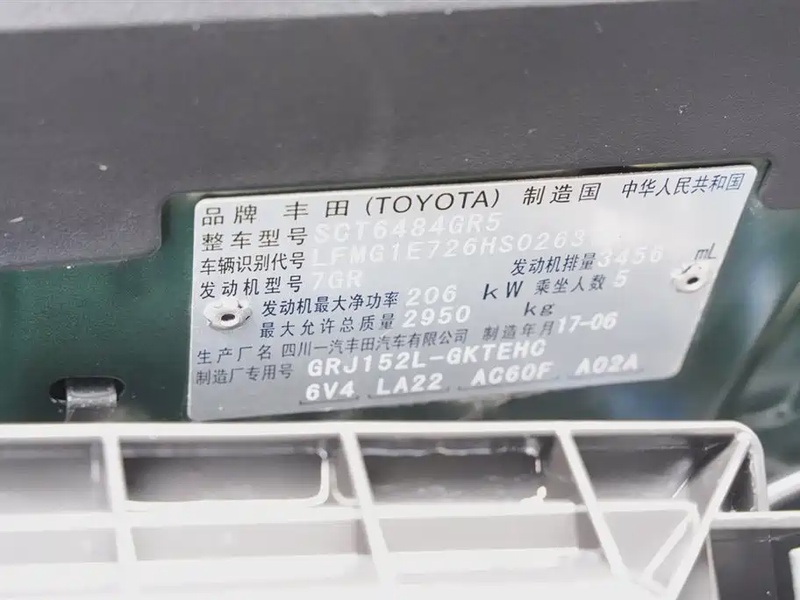 品牌 丰田(TOYOTA) 制造国 中华人民共和国
整车型号 SCT6484GR5
车辆识别代号 LFMG1E726HS0263
发动机型号 7GR 发动机排量 3456 mL
发动机最大净功率 206 kW 乘坐人数 5
最大允许总质量 2950 kg
生产厂名 四川一汽丰田汽车有限公司 制造年月 17-06
制造厂专用号 GRJ152L-GKTEHC
6V4 LA22 AC60F A02A